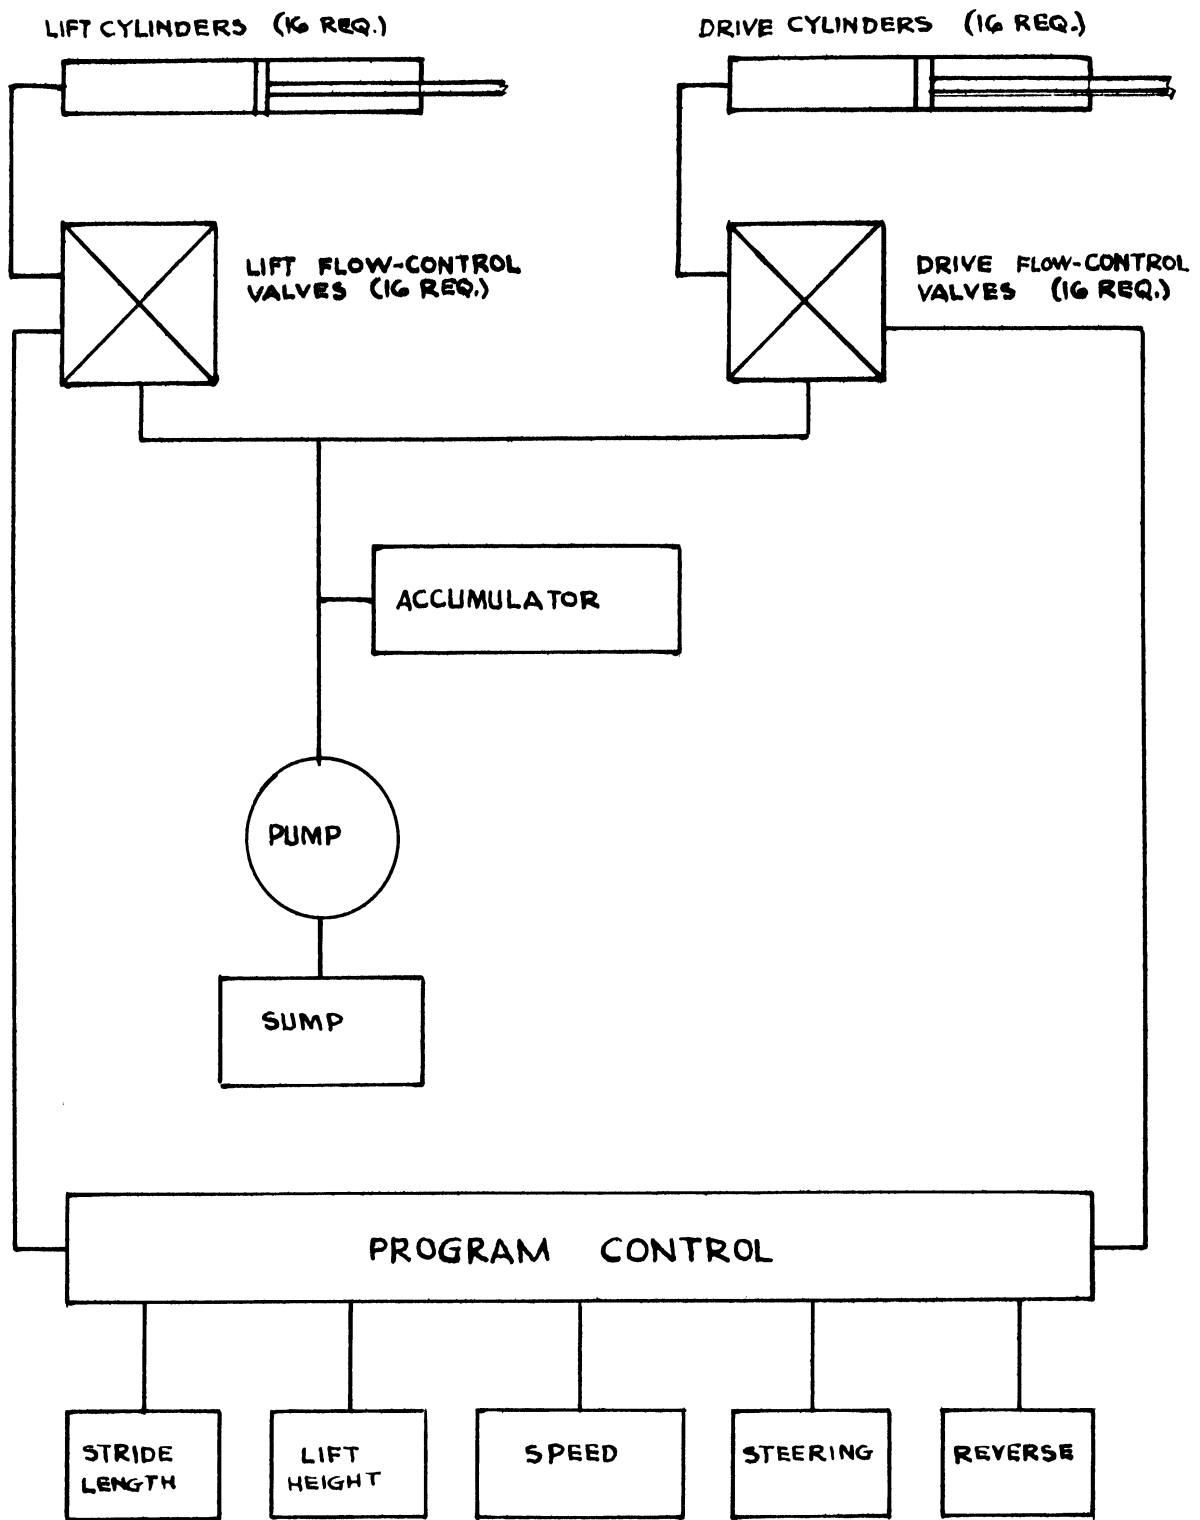 LIFT CYLINDERS (16 REQ.)
DRIVE CYLINDERS (16 REQ.)
LIFT FLOW-CONTROL
VALVES (16 REQ.)
DRIVE FLOW-CONTROL
VALVES (16 REQ.)
ACCUMULATOR
PUMP
SUMP
PROGRAM CONTROL
STRIDE
LENGTH
LIFT
HEIGHT
SPEED
STEERING
REVERSE